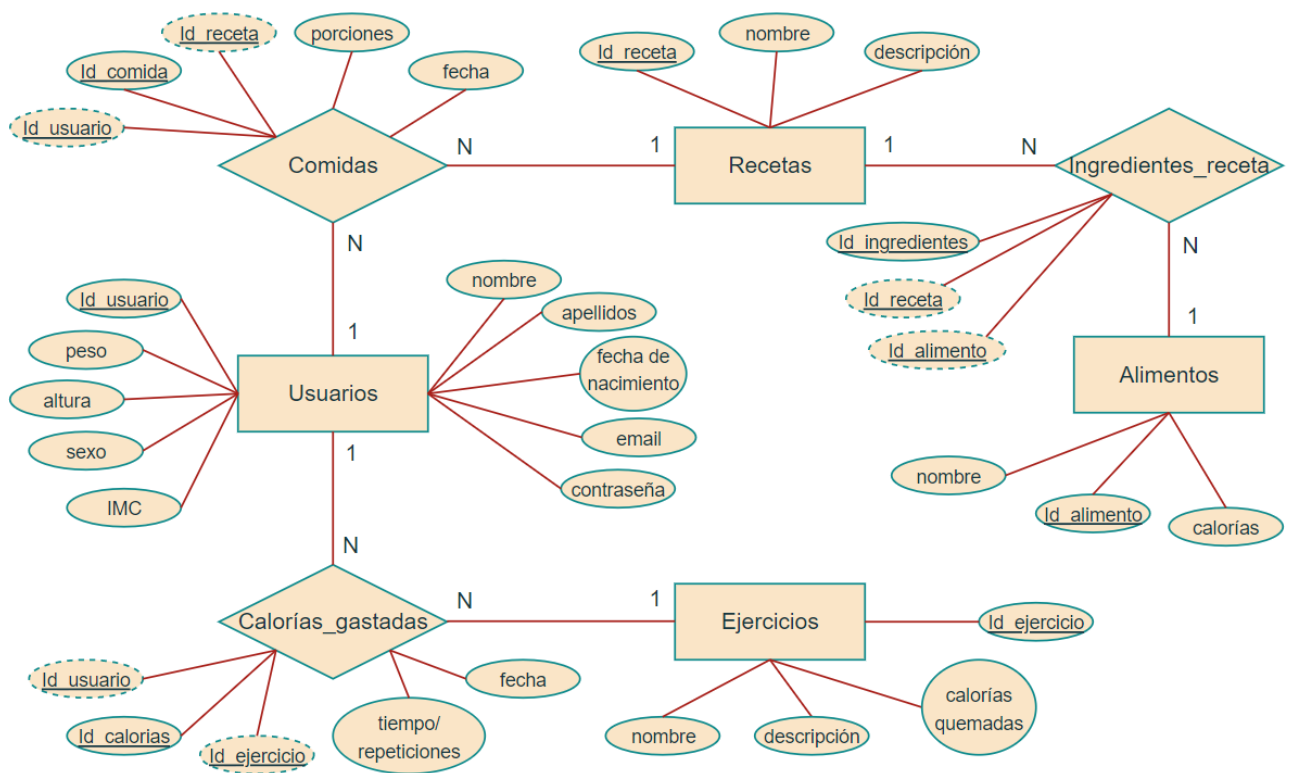 Id_receta
porciones
Id_comida
fecha
Id_usuario
Comidas
N
1
Id_receta
nombre
descripción
Recetas
1
N
Ingredientes_receta
N
Id_ingredientes
Id_receta
Id_alimento
N
1
Alimentos
nombre
Id_alimento
calorías
Id_usuario
peso
altura
sexo
IMC
1
Usuarios
nombre
apellidos
fecha de
nacimiento
email
contraseña
1
N
Calorías_gastadas
N
1
Id_usuario
Id_calorias
Id_ejercicio
tiempo/
repeticiones
fecha
Ejercicios
Id_ejercicio
nombre
descripción
calorías
quemadas